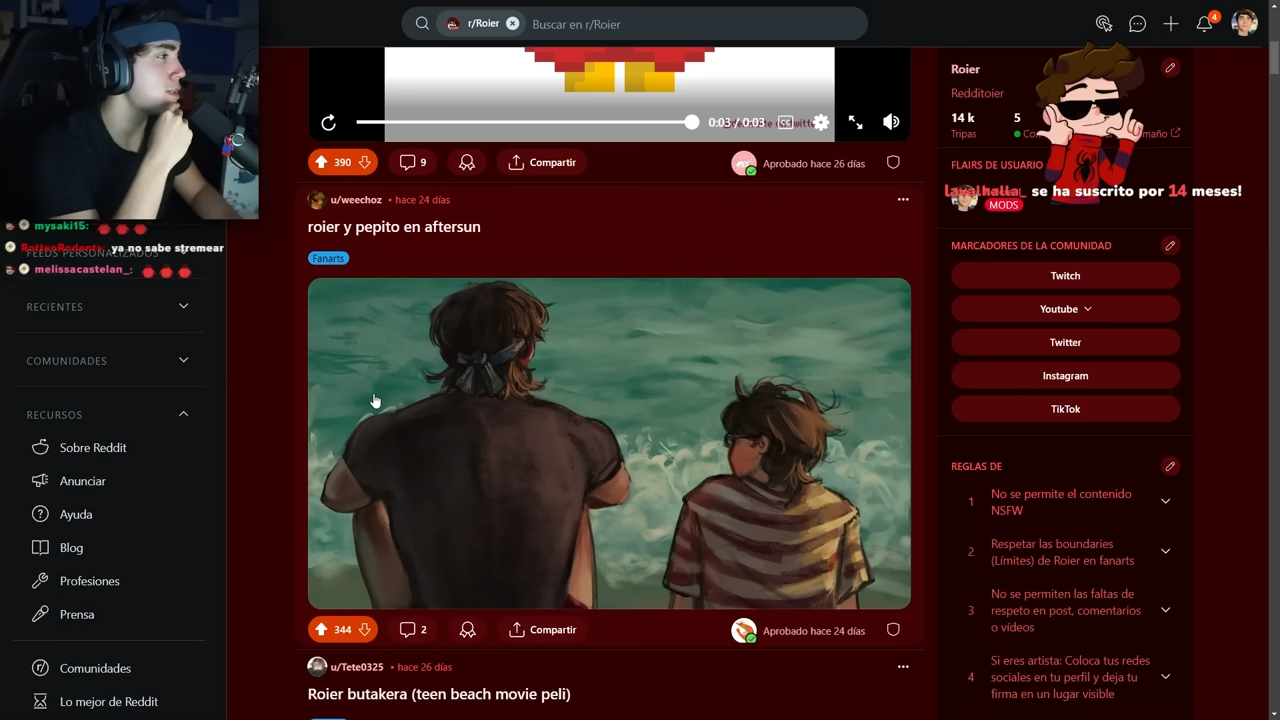 r/Roier
Buscar en r/Roier
4
0:03 / 0:03
390
9
Compartir
Aprobado hace 26 días
u/weechoz • hace 24 días
roier y pepito en aftersun
Fanarts
344
2
Compartir
Aprobado hace 24 días
u/Tete0325 • hace 26 días
Roier butakera (teen beach movie peli)
mysaki15:
RottenRodents: ya no sabe stremear
FEEDS PERSONALIZADOS
melissacastelan_:
RECIENTES
COMUNIDADES
RECURSOS
Sobre Reddit
Anunciar
Ayuda
Blog
Profesiones
Prensa
Comunidades
Lo mejor de Reddit
Roier
Redditoier
14 k
5
Tripas
FLAIRS DE USUARIO
lavalhalla_ se ha suscrito por 14 meses!
MODS
MARCADORES DE LA COMUNIDAD
Twitch
Youtube
Twitter
Instagram
TikTok
REGLAS DE
1 No se permite el contenido
NSFW
2 Respetar las boundaries
(Límites) de Roier en fanarts
3 No se permiten las faltas de
respeto en post, comentarios
o vídeos
4 Si eres artista: Coloca tus redes
sociales en tu perfil y deja tu
firma en un lugar visible